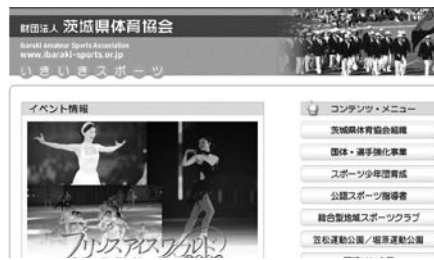 財団法人 茨城県体育協会
Ibaraki Amateur Sports Association
www.ibaraki-sports.or.jp
いきいきスポーツ
イベント情報
プリンスアイスワールド
コンテンツ・メニュー
茨城県体育協会組織
国体・選手強化事業
スポーツ少年団育成
公認スポーツ指導者
総合型地域スポーツクラブ
笠松運動公園／堀原運動公園